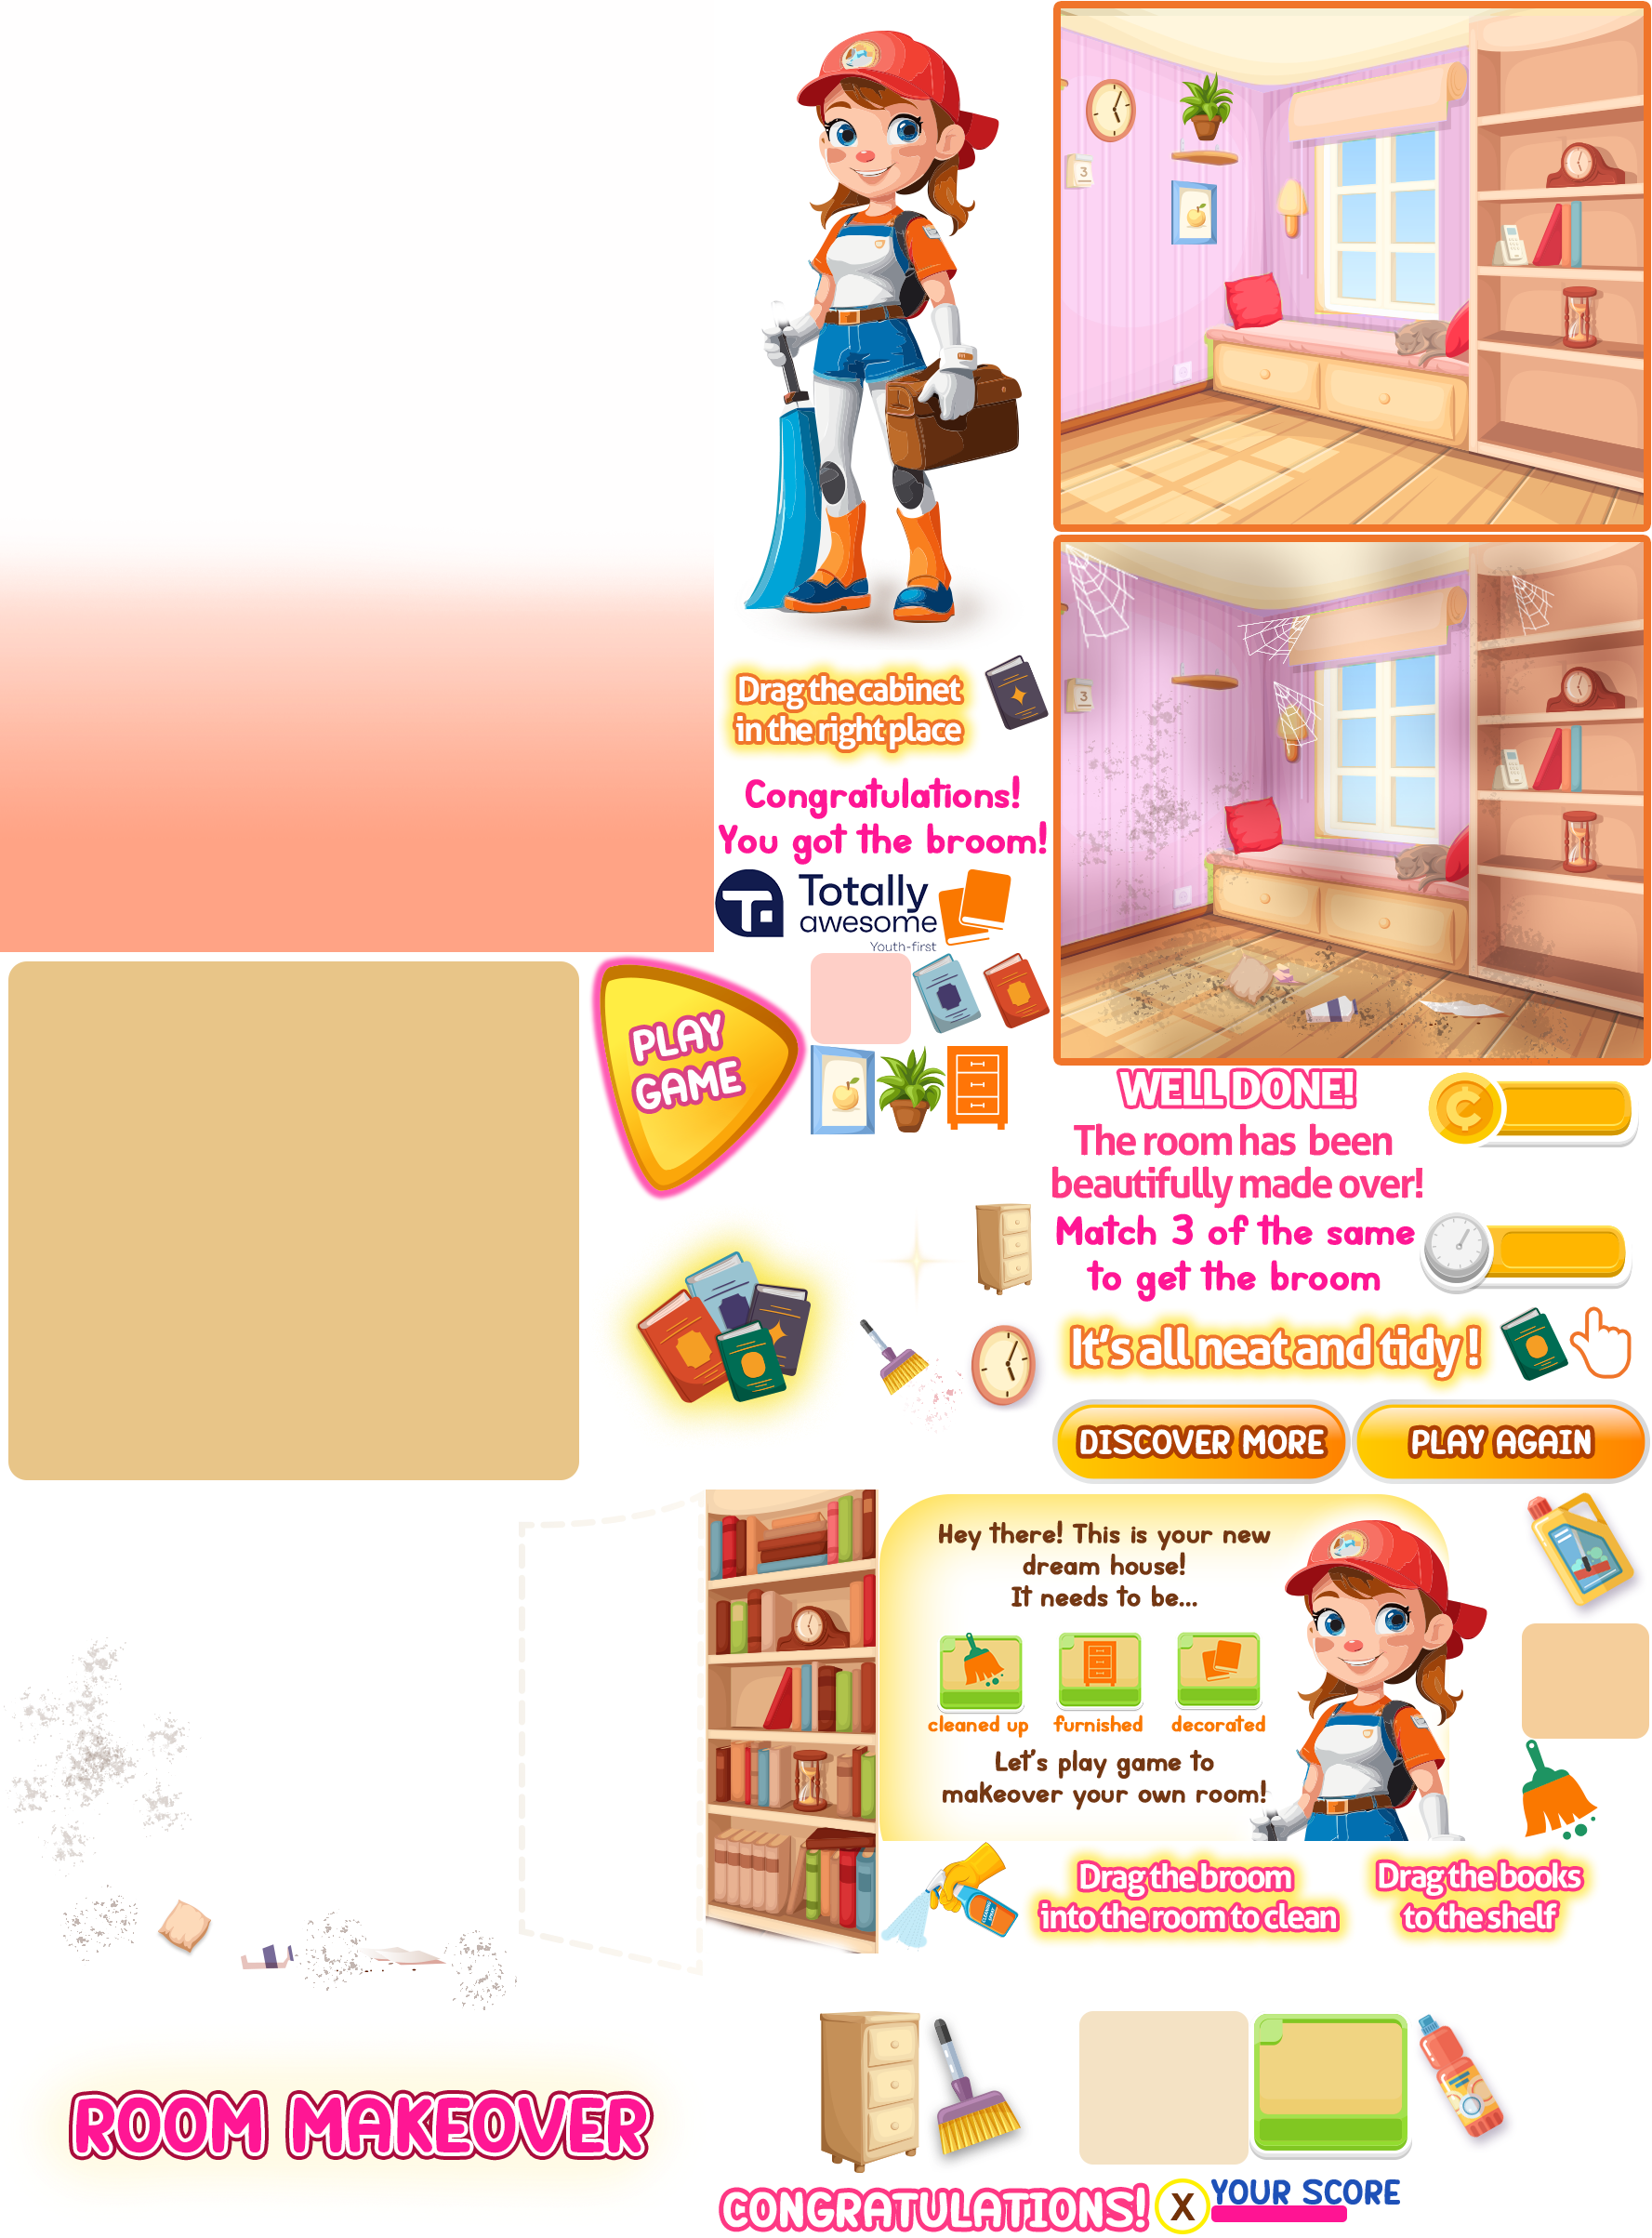 3
Drag the cabinet
in the right place
Congratulations!
You got the broom!
Totally
awesome
Youth-first
3
PLAY
GAME
WELL DONE!
The room has been
beautifully made over!
Match 3 of the same
to get the broom
It's all neat and tidy!
DISCOVER MORE
PLAY AGAIN
Hey there! This is your new
dream house!
It needs to be...
cleaned up
furnished
decorated
Let's play game to
makeover your own room!
Drag the broom
into the room to clean
Drag the books
to the shelf
ROOM MAKEOVER
CONGRATULATIONS!
X
YOUR SCORE